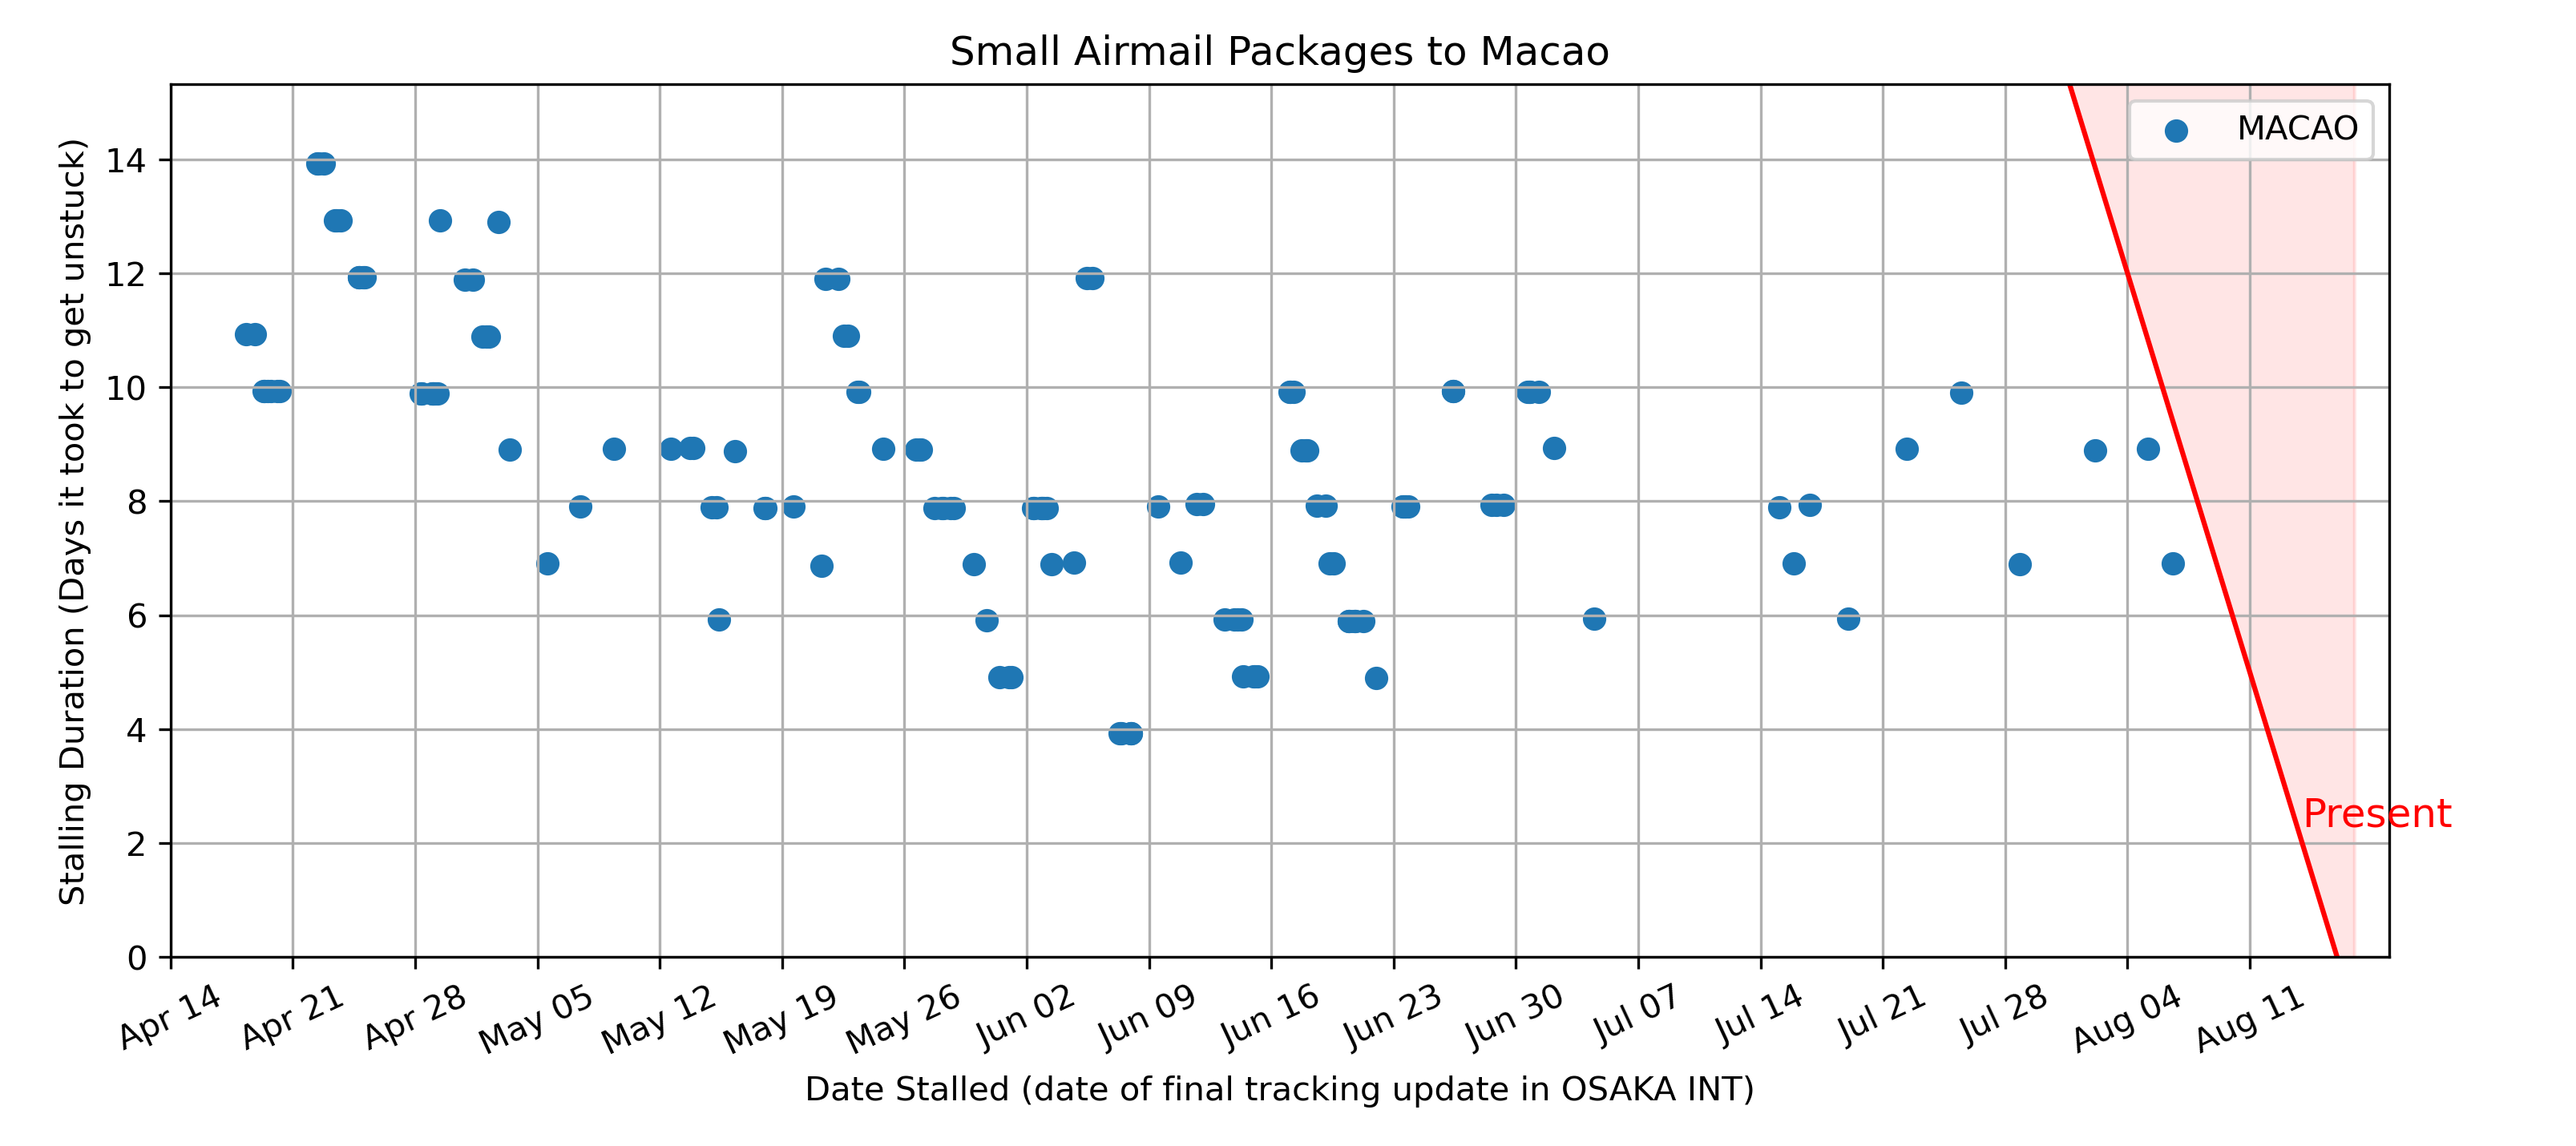 Small Airmail Packages to Macao
MACAO
Stalling Duration (Days it took to get unstuck)
14
12
10
8
6
4
2
0
Present
Apr 14 Apr 21 Apr 28 May 05 May 12 May 19 May 26 Jun 02 Jun 09 Jun 16 Jun 23 Jun 30 Jul 07 Jul 14 Jul 21 Jul 28 Aug 04 Aug 11
Date Stalled (date of final tracking update in OSAKA INT)